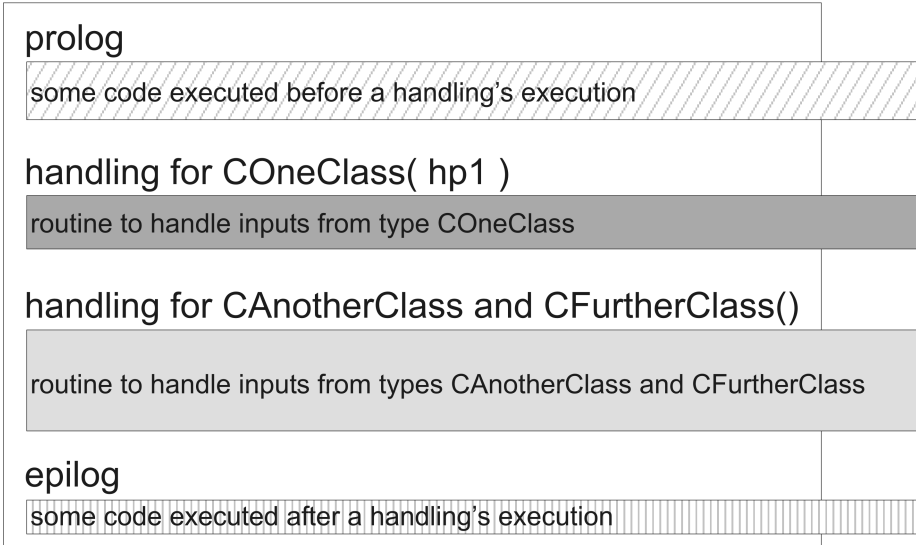 prolog
some code executed before a handling's execution
handling for COneClass( hp1 )
routine to handle inputs from type COneClass
handling for CAnotherClass and CFurtherClass()
routine to handle inputs from types CAnotherClass and CFurtherClass
epilog
some code executed after a handling's execution